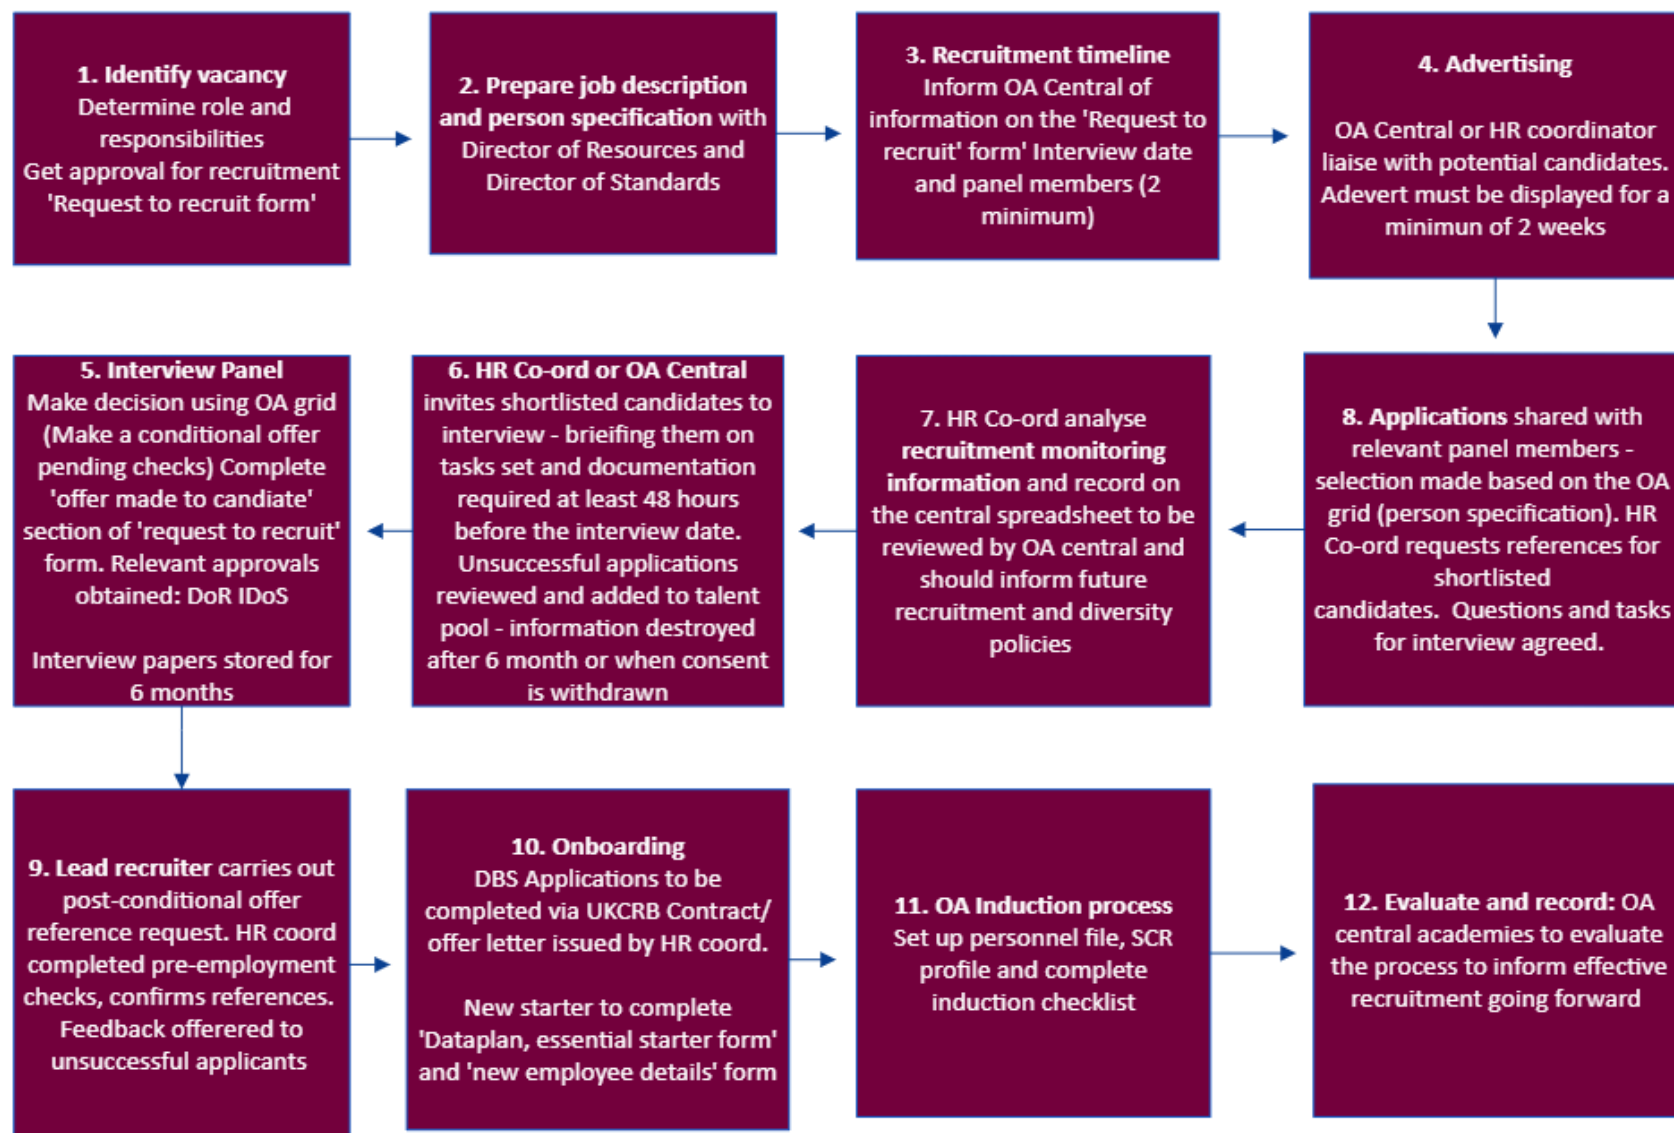 1. Identify vacancy
Determine role and
responsibilities
Get approval for recruitment
'Request to recruit form'
2. Prepare job description
and person specification with
Director of Resources and
Director of Standards
3. Recruitment timeline
Inform OA Central of
information on the 'Request to
recruit' form' Interview date
and panel members (2
minimum)
4. Advertising
OA Central or HR coordinator
liaise with potential candidates.
Adevert must be displayed for a
minimun of 2 weeks
5. Interview Panel
Make decision using OA grid
(Make a conditional offer
pending checks) Complete
'offer made to candiate'
section of 'request to recruit'
form. Relevant approvals
obtained: DoR IDoS
Interview papers stored for
6 months
6. HR Co-ord or OA Central
invites shortlisted candidates to
interview - brieifing them on
tasks set and documentation
required at least 48 hours
before the interview date.
Unsuccessful applications
reviewed and added to talent
pool - information destroyed
after 6 month or when consent
is withdrawn
7. HR Co-ord analyse
recruitment monitoring
information and record on
the central spreadsheet to be
reviewed by OA central and
should inform future
recruitment and diversity
policies
8. Applications shared with
relevant panel members -
selection made based on the OA
grid (person specification). HR
Co-ord requests references for
shortlisted
candidates. Questions and tasks
for interview agreed.
9. Lead recruiter carries out
post-conditional offer
reference request. HR coord
completed pre-employment
checks, confirms references.
Feedback offerered to
unsuccessful applicants
10. Onboarding
DBS Applications to be
completed via UKCRB Contract/
offer letter issued by HR coord.
New starter to complete
'Dataplan, essential starter form'
and 'new employee details' form
11. OA Induction process
Set up personnel file, SCR
profile and complete
induction checklist
12. Evaluate and record: OA
central academies to evaluate
the process to inform effective
recruitment going forward